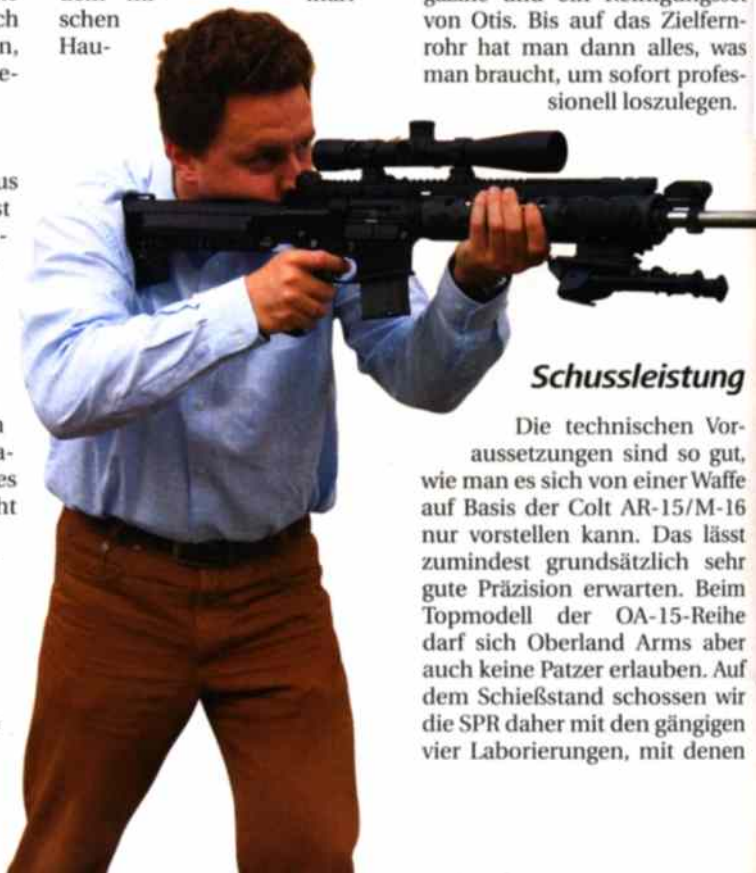 schen
Hau-
von Otis. Bis auf das Zielfern-
rohr hat man dann alles, was
man braucht, um sofort profes-
sionell loszulegen.
Schussleistung
Die technischen Vor-
aussetzungen sind so gut,
wie man es sich von einer Waffe
auf Basis der Colt AR-15/M-16
nur vorstellen kann. Das lässt
zumindest grundsätzlich sehr
gute Präzision erwarten. Beim
Topmodell der OA-15-Reihe
darf sich Oberland Arms aber
auch keine Patzer erlauben. Auf
dem Schießstand schossen wir
die SPR daher mit den gängigen
vier Laborierungen, mit denen